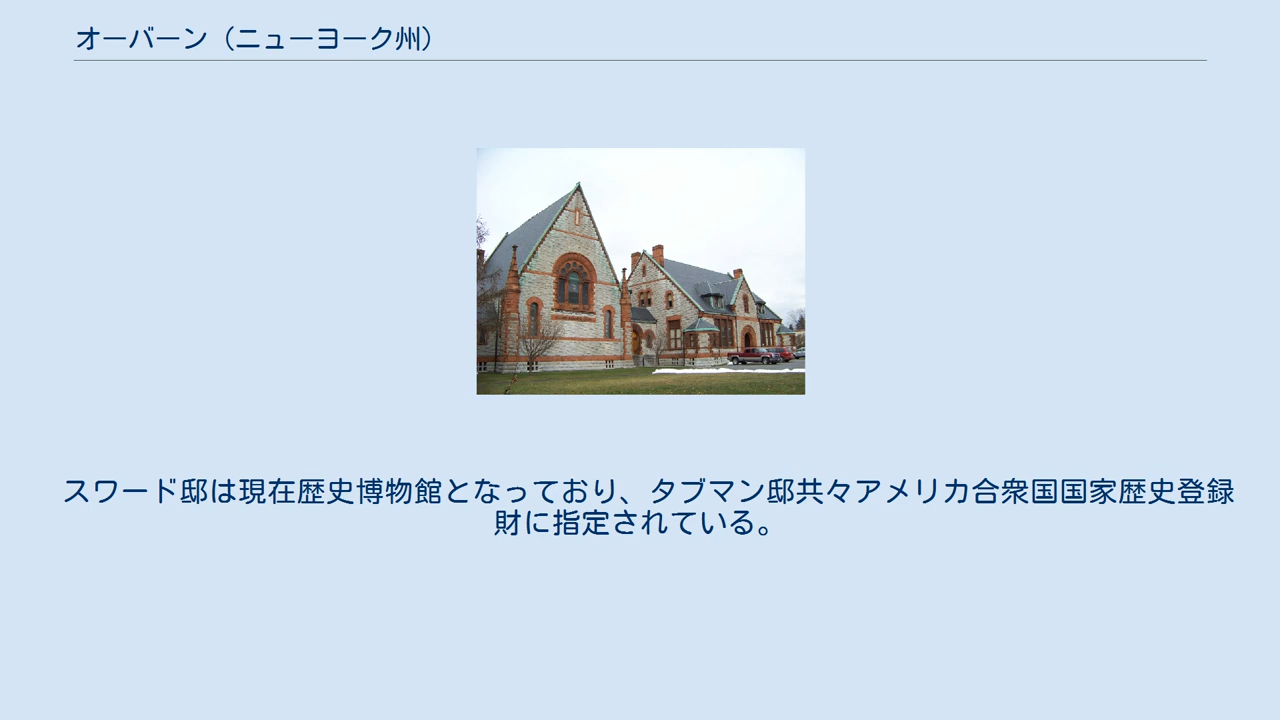 オーバーン（ニューヨーク州）
スワード邸は現在歴史博物館となっており、タブマン邸共々アメリカ合衆国国家歴史登録
財に指定されている。